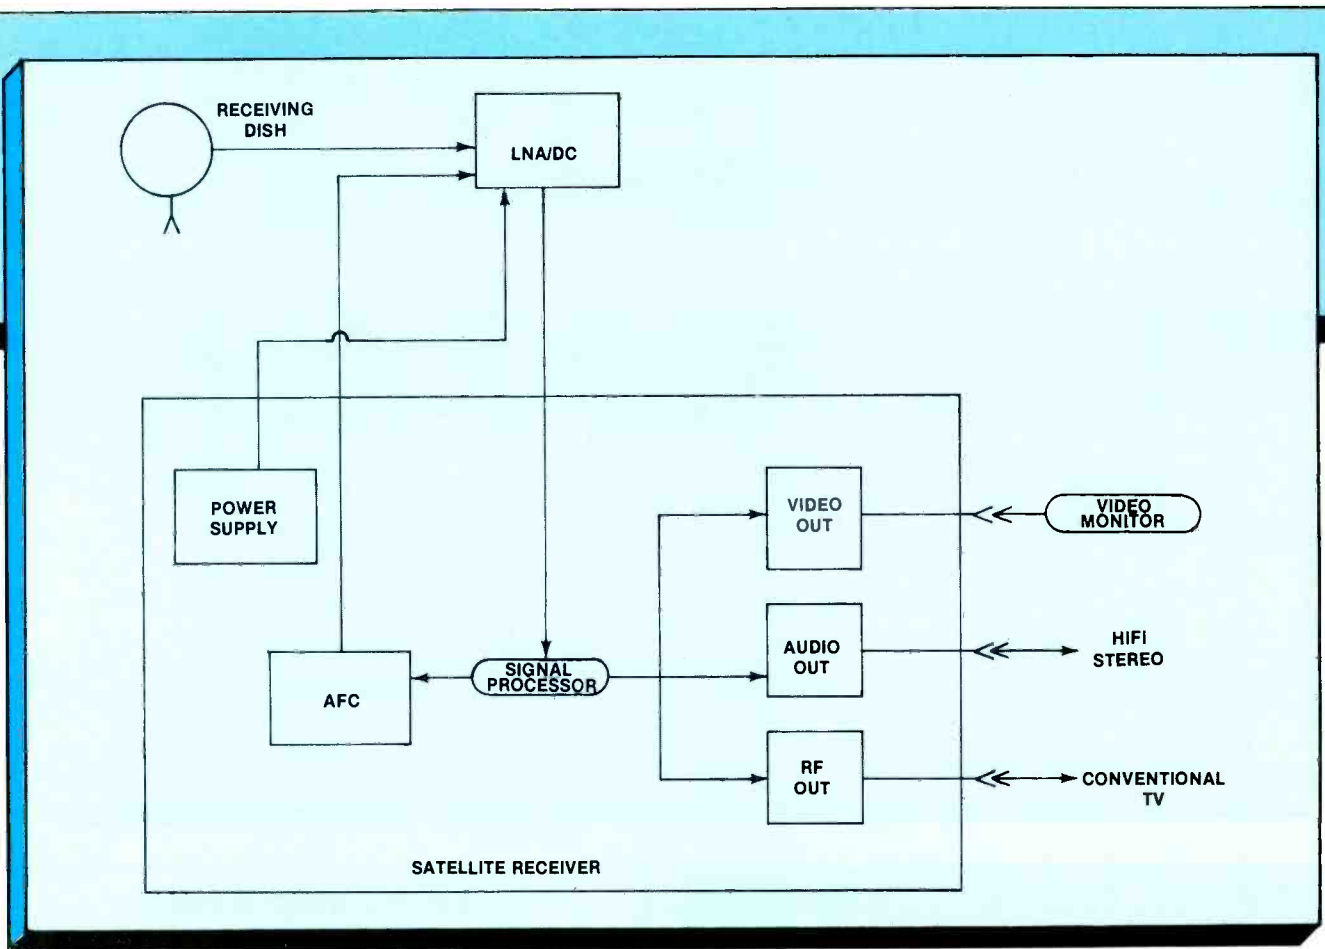 RECEIVING
DISH
LNA/DC
POWER
SUPPLY
VIDEO
OUT
VIDEO
MONITOR
AUDIO
OUT
HIFI
STEREO
SIGNAL
PROCESSOR
AFC
RF
OUT
CONVENTIONAL
TV
SATELLITE RECEIVER